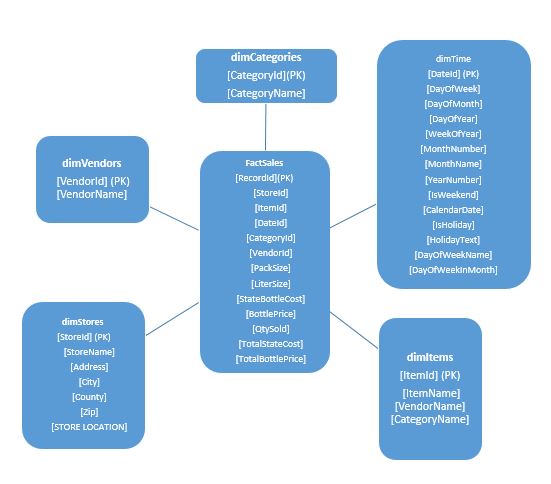 dimCategories
[CategoryId](PK)
[CategoryName]
dimTime
[DateId] (PK)
[DayOfWeek]
[DayOfMonth]
[DayOfYear]
[WeekOfYear]
[MonthNumber]
[MonthName]
[YearNumber]
[IsWeekend]
[CalendarDate]
[IsHoliday]
[HolidayText]
[DayOfWeekName]
[DayOfWeekInMonth]
dimVendors
[VendorId] (PK)
[VendorName]
FactSales
[RecordId](PK)
[StoreId]
[ItemId]
[DateId]
[CategoryId]
[VendorId]
[PackSize]
[LiterSize]
[StateBottleCost]
[BottlePrice]
[QtySold]
[TotalStateCost]
[TotalBottlePrice]
dimStores
[StoreId] (PK)
[StoreName]
[Address]
[City]
[County]
[Zip]
[STORE LOCATION]
dimItems
[ItemId] (PK)
[ItemName]
[VendorName]
[CategoryName]